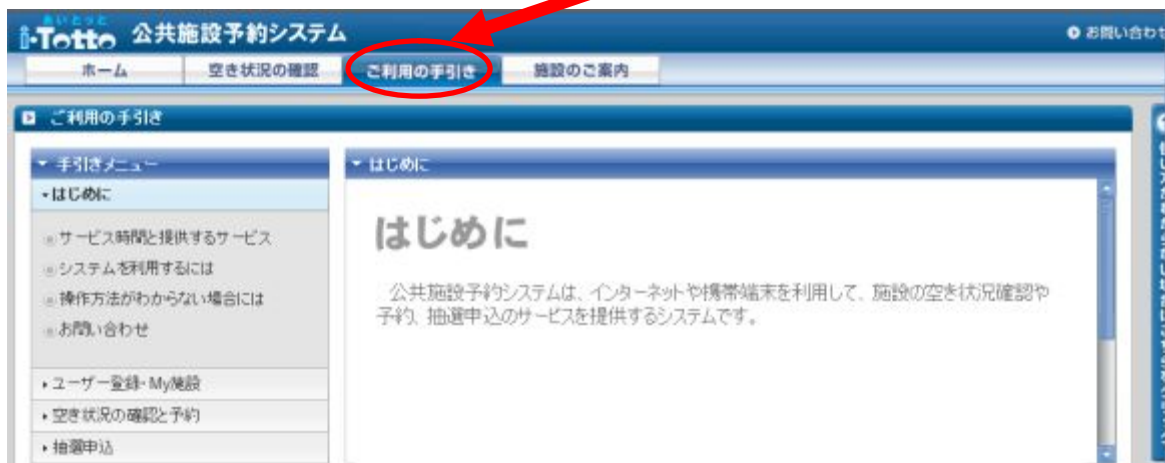 あいとっと
i-Totto 公共施設予約システム
お問い合わせ
ホーム 空き状況の確認 ご利用の手引き 施設のご案内
ご利用の手引き
手引きメニュー
はじめに
サービス時間と提供するサービス
システムを利用するには
操作方法がわからない場合には
お問い合わせ
ユーザー登録・My施設
空き状況の確認と予約
抽選申込
はじめに
はじめに
公共施設予約システムは、インターネットや携帯端末を利用して、施設の空き状況確認や
予約、抽選申込のサービスを提供するシステムです。